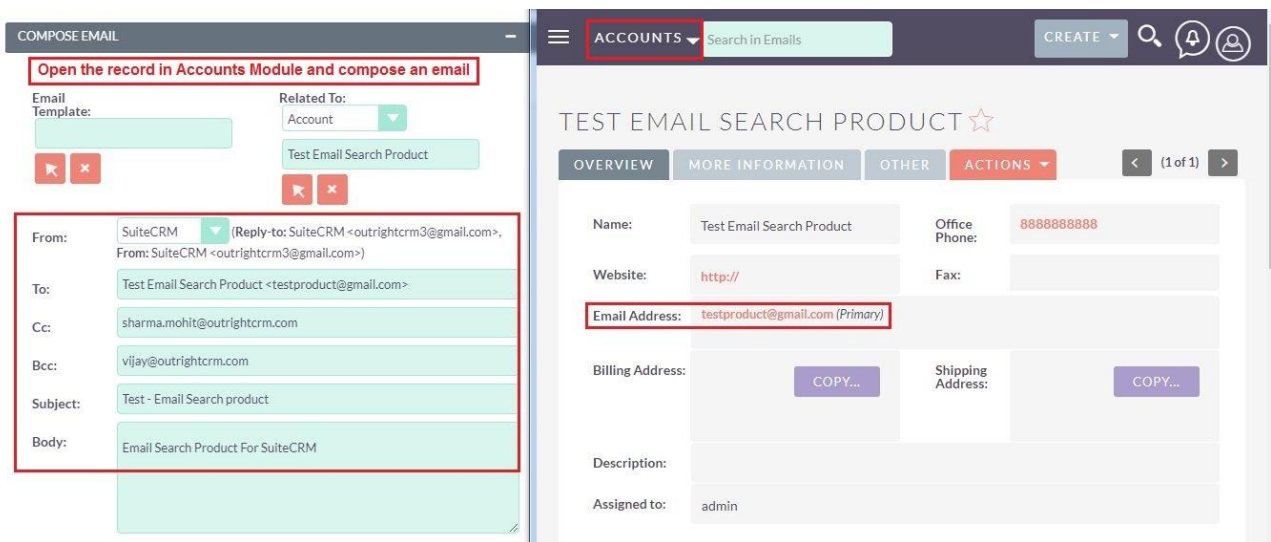 COMPOSE EMAIL
Open the record in Accounts Module and compose an email
Email
Template:
Related To:
Account
Test Email Search Product
From:
SuiteCRM (Reply-to: SuiteCRM <outrightcrm3@gmail.com>,
From: SuiteCRM <outrightcrm3@gmail.com>)
To:
Test Email Search Product <testproduct@gmail.com>
Cc:
sharma.mohit@outrightcrm.com
Bcc:
vijay@outrightcrm.com
Subject:
Test - Email Search product
Body:
Email Search Product For SuiteCRM
ACCOUNTS
Search in Emails
CREATE
TEST EMAIL SEARCH PRODUCT
OVERVIEW
MORE INFORMATION
OTHER
ACTIONS
< (1 of 1) >
Name:
Test Email Search Product
Office
Phone:
8888888888
Website:
http://
Fax:
Email Address:
testproduct@gmail.com (Primary)
Billing Address:
COPY...
Shipping
Address:
COPY...
Description:
Assigned to:
admin